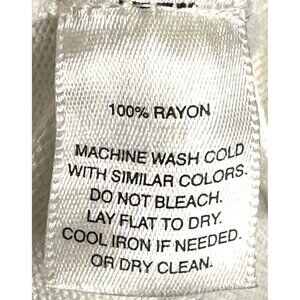 100% RAYON
MACHINE WASH COLD
WITH SIMILAR COLORS.
DO NOT BLEACH.
LAY FLAT TO DRY.
COOL IRON IF NEEDED.
OR DRY CLEAN.